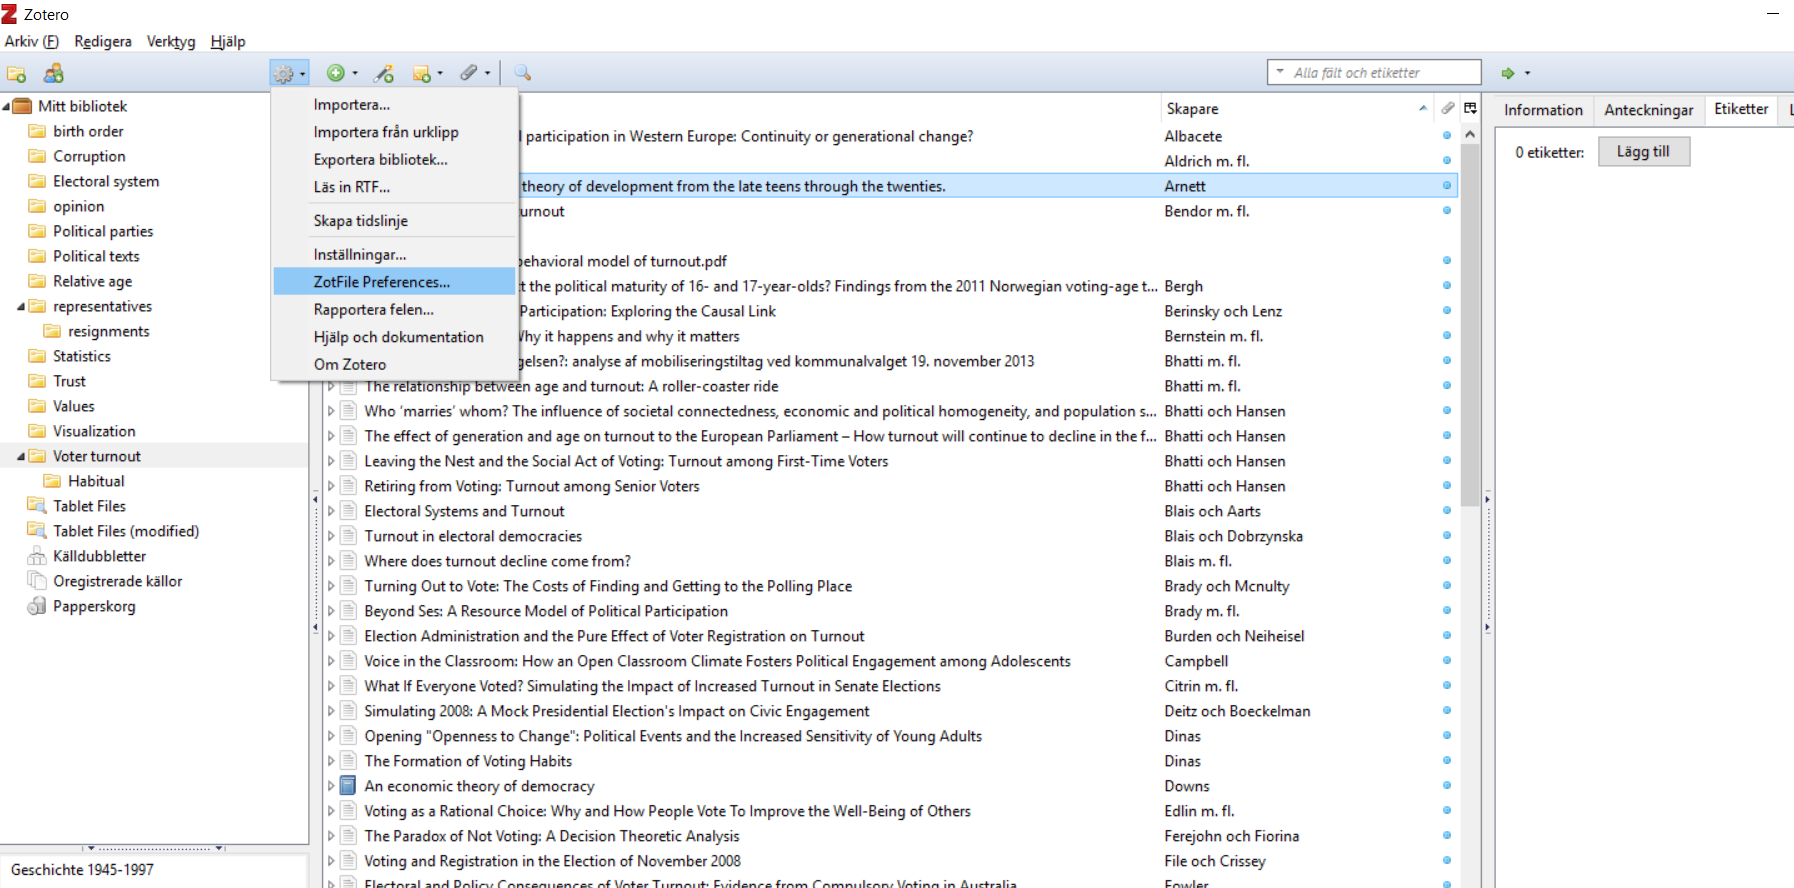 Zotero
Arkiv (F) Redigera Verktyg Hjälp
Alla fält och etiketter
Mitt bibliotek
birth order
Corruption
Electoral system
opinion
Political parties
Political texts
Relative age
representatives
resignments
Statistics
Trust
Values
Visualization
Voter turnout
Habitual
Tablet Files
Tablet Files (modified)
Källdubbletter
Oregistrerade källor
Papperskorg
Geschichte 1945-1997
Importera...
Importera från urklipp
Exportera bibliotek...
Läs in RTF...
Skapa tidslinje
Inställningar...
ZotFile Preferences...
Rapportera felen...
Hjälp och dokumentation
Om Zotero
Skapare
participation in Western Europe: Continuity or generational change? Albacete
Aldrich m. fl.
theory of development from the late teens through the twenties. Arnett
urnout Bendor m. fl.
behavioral model of turnout.pdf
t the political maturity of 16- and 17-year-olds? Findings from the 2011 Norwegian voting-age t... Bergh
Participation: Exploring the Causal Link Berinsky och Lenz
hy it happens and why it matters Bernstein m. fl.
gelsen?: analyse af mobiliseringstiltag ved kommunalvalget 19. november 2013 Bhatti m. fl.
The relationship between age and turnout: A roller-coaster ride Bhatti m. fl.
Who ‘marries’ whom? The influence of societal connectedness, economic and political homogeneity, and population s... Bhatti och Hansen
The effect of generation and age on turnout to the European Parliament – How turnout will continue to decline in the f... Bhatti och Hansen
Leaving the Nest and the Social Act of Voting: Turnout among First-Time Voters Bhatti och Hansen
Retiring from Voting: Turnout among Senior Voters Bhatti och Hansen
Electoral Systems and Turnout Blais och Aarts
Turnout in electoral democracies Blais och Dobrzynska
Where does turnout decline come from? Blais m. fl.
Turning Out to Vote: The Costs of Finding and Getting to the Polling Place Brady och Mcnulty
Beyond Ses: A Resource Model of Political Participation Brady m. fl.
Election Administration and the Pure Effect of Voter Registration on Turnout Burden och Neiheisel
Voice in the Classroom: How an Open Classroom Climate Fosters Political Engagement among Adolescents Campbell
What If Everyone Voted? Simulating the Impact of Increased Turnout in Senate Elections Citrin m. fl.
Simulating 2008: A Mock Presidential Election's Impact on Civic Engagement Deitz och Boeckelman
Opening "Openness to Change": Political Events and the Increased Sensitivity of Young Adults Dinas
The Formation of Voting Habits Dinas
An economic theory of democracy Downs
Voting as a Rational Choice: Why and How People Vote To Improve the Well-Being of Others Edlin m. fl.
The Paradox of Not Voting: A Decision Theoretic Analysis Ferejohn och Fiorina
Voting and Registration in the Election of November 2008 File och Crissey
Electoral and Policy Consequences of Voter Turnout: Evidence from Compulsory Voting in Australia Fowler
Information Anteckningar Etiketter
0 etiketter: Lägg till